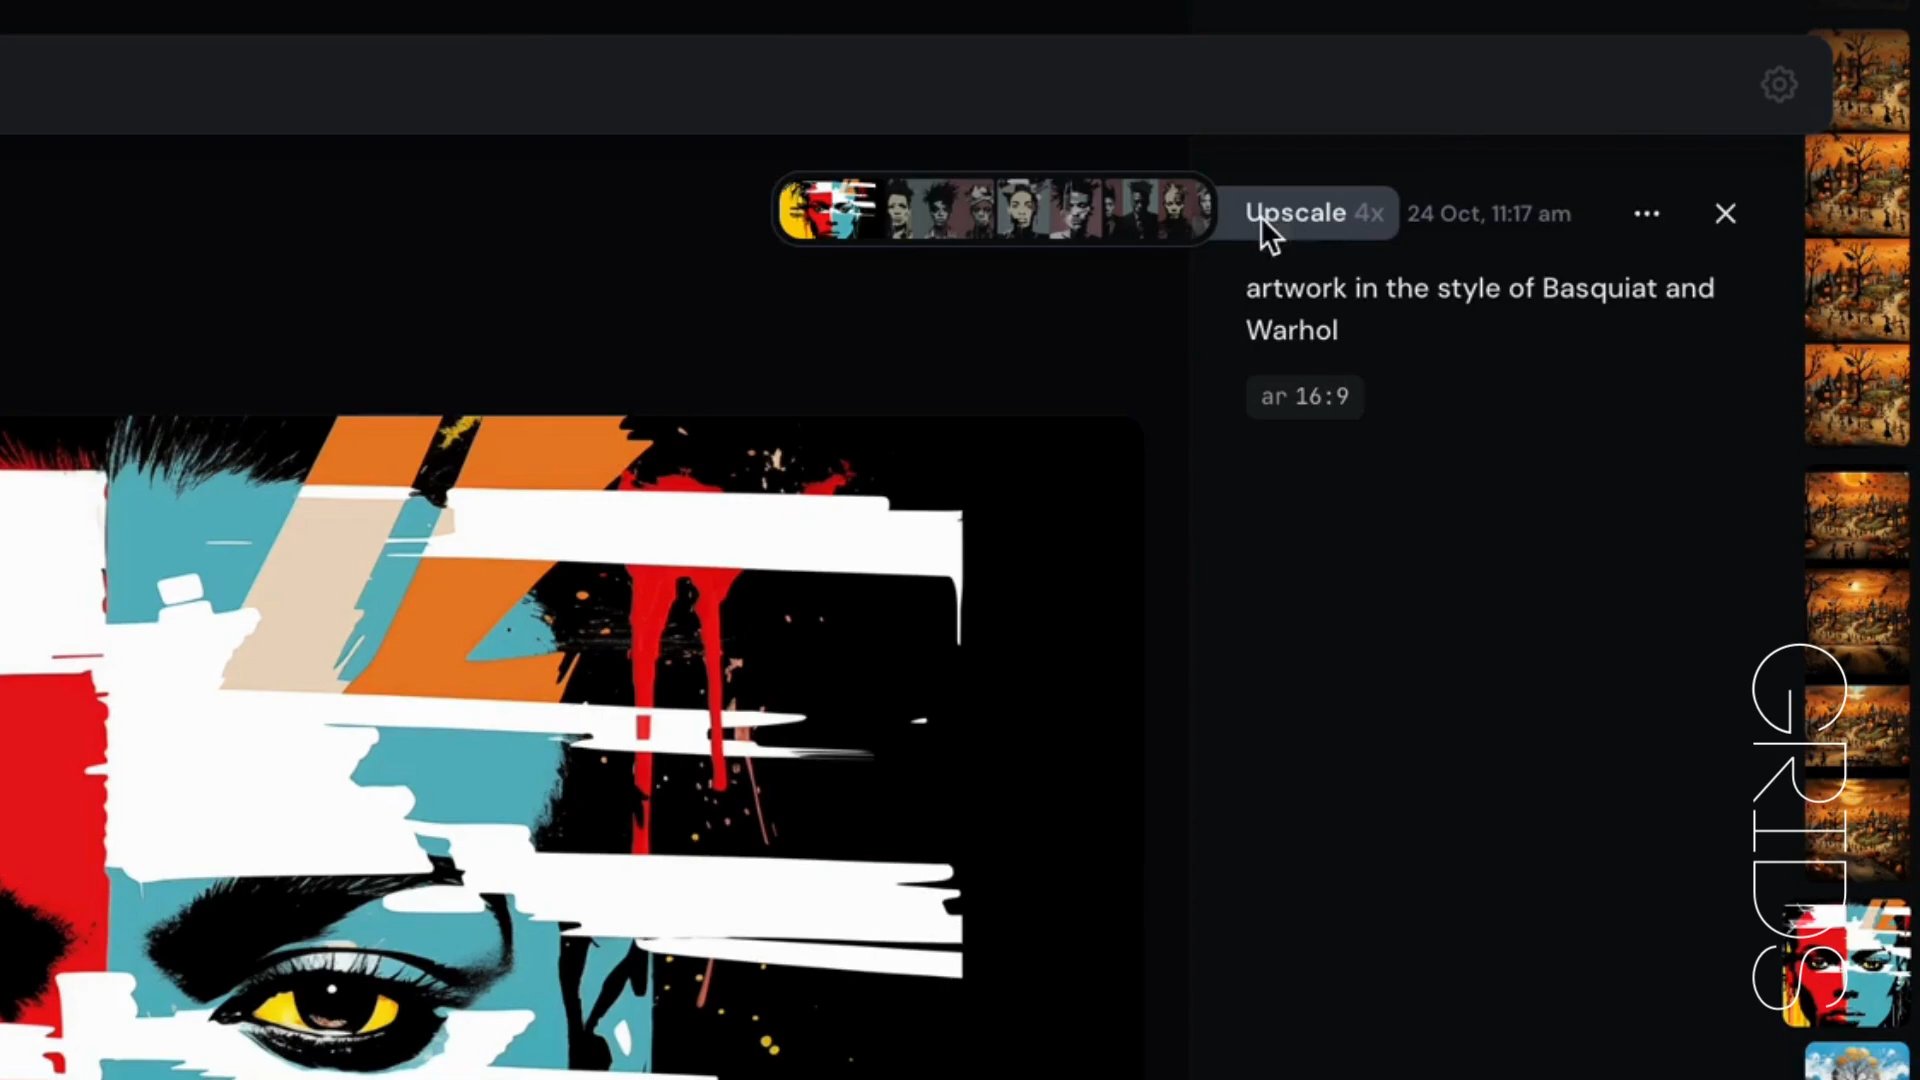 Upscale 4x 24 Oct, 11:17 am
artwork in the style of Basquiat and
Warhol
ar 16:9
GRIDS